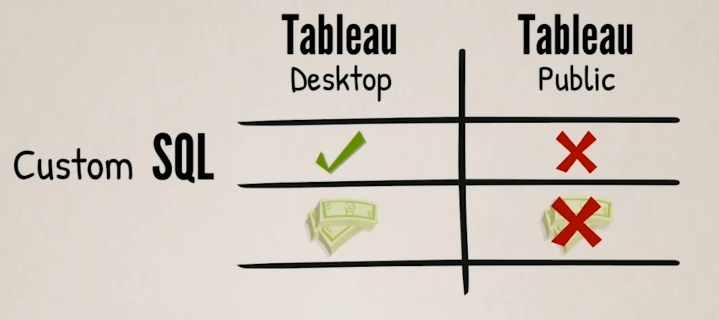 Tableau Tableau
Desktop Public
Custom SQL